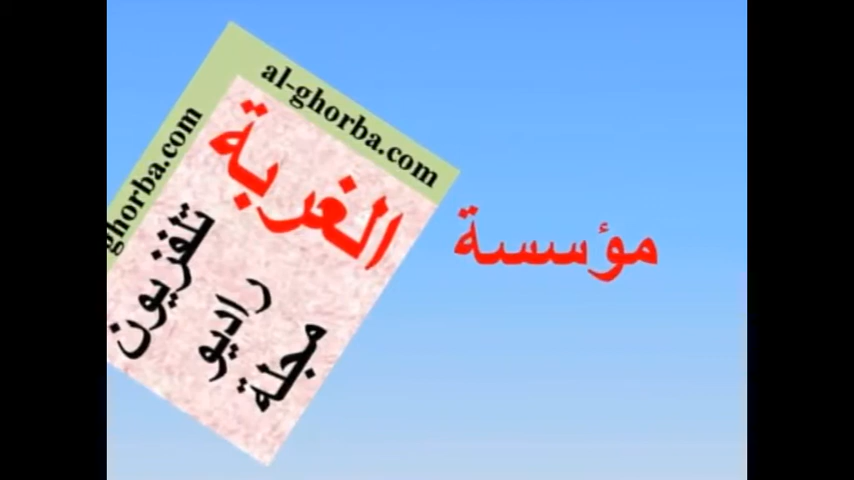 مؤسسة
al-ghorba.com
ghorba.com
الغربة
تلفزيون
راديو
مجلة